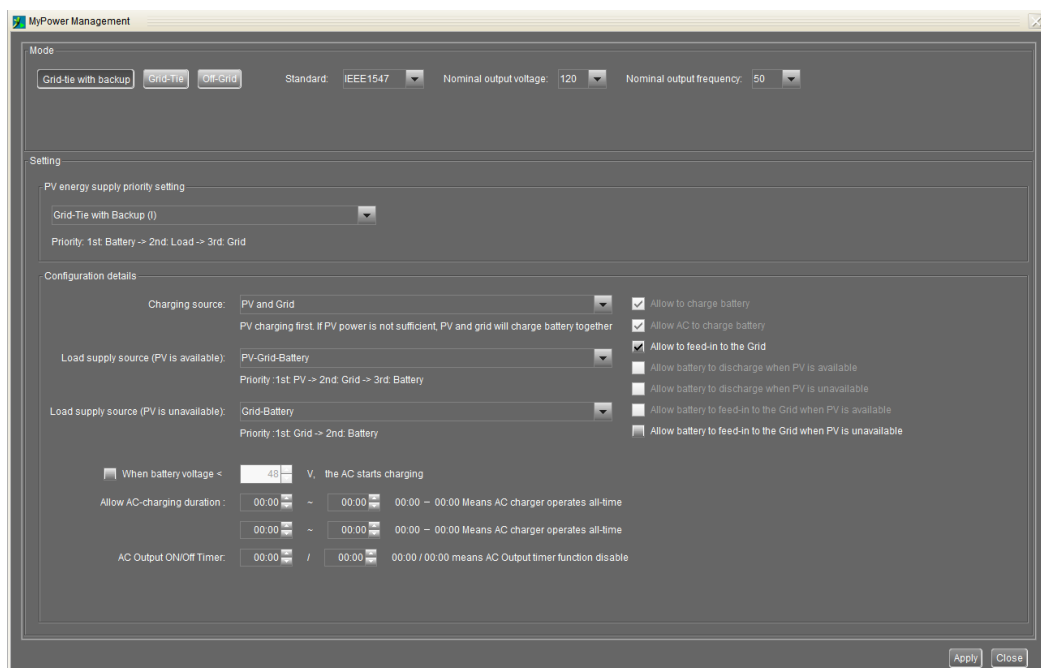 MyPower Management
Mode
Grid-tie with backup Grid-Tie Off-Grid Standard: IEEE1547 Nominal output voltage: 120 Nominal output frequency: 50
Setting
PV energy supply priority setting
Grid-Tie with Backup (I)
Priority: 1st: Battery -> 2nd: Load -> 3rd: Grid
Configuration details
Charging source: PV and Grid
PV charging first. If PV power is not sufficient, PV and grid will charge battery together
Load supply source (PV is available): PV-Grid-Battery
Priority :1st: PV -> 2nd: Grid -> 3rd: Battery
Load supply source (PV is unavailable): Grid-Battery
Priority :1st: Grid -> 2nd: Battery
Allow to charge battery
Allow AC to charge battery
Allow to feed-in to the Grid
Allow battery to discharge when PV is available
Allow battery to discharge when PV is unavailable
Allow battery to feed-in to the Grid when PV is available
Allow battery to feed-in to the Grid when PV is unavailable
When battery voltage < 48 V, the AC starts charging
Allow AC-charging duration : 00:00 ~ 00:00 00:00 – 00:00 Means AC charger operates all-time
00:00 ~ 00:00 00:00 – 00:00 Means AC charger operates all-time
AC Output ON/Off Timer: 00:00 / 00:00 00:00 / 00:00 means AC Output timer function disable
Apply Close